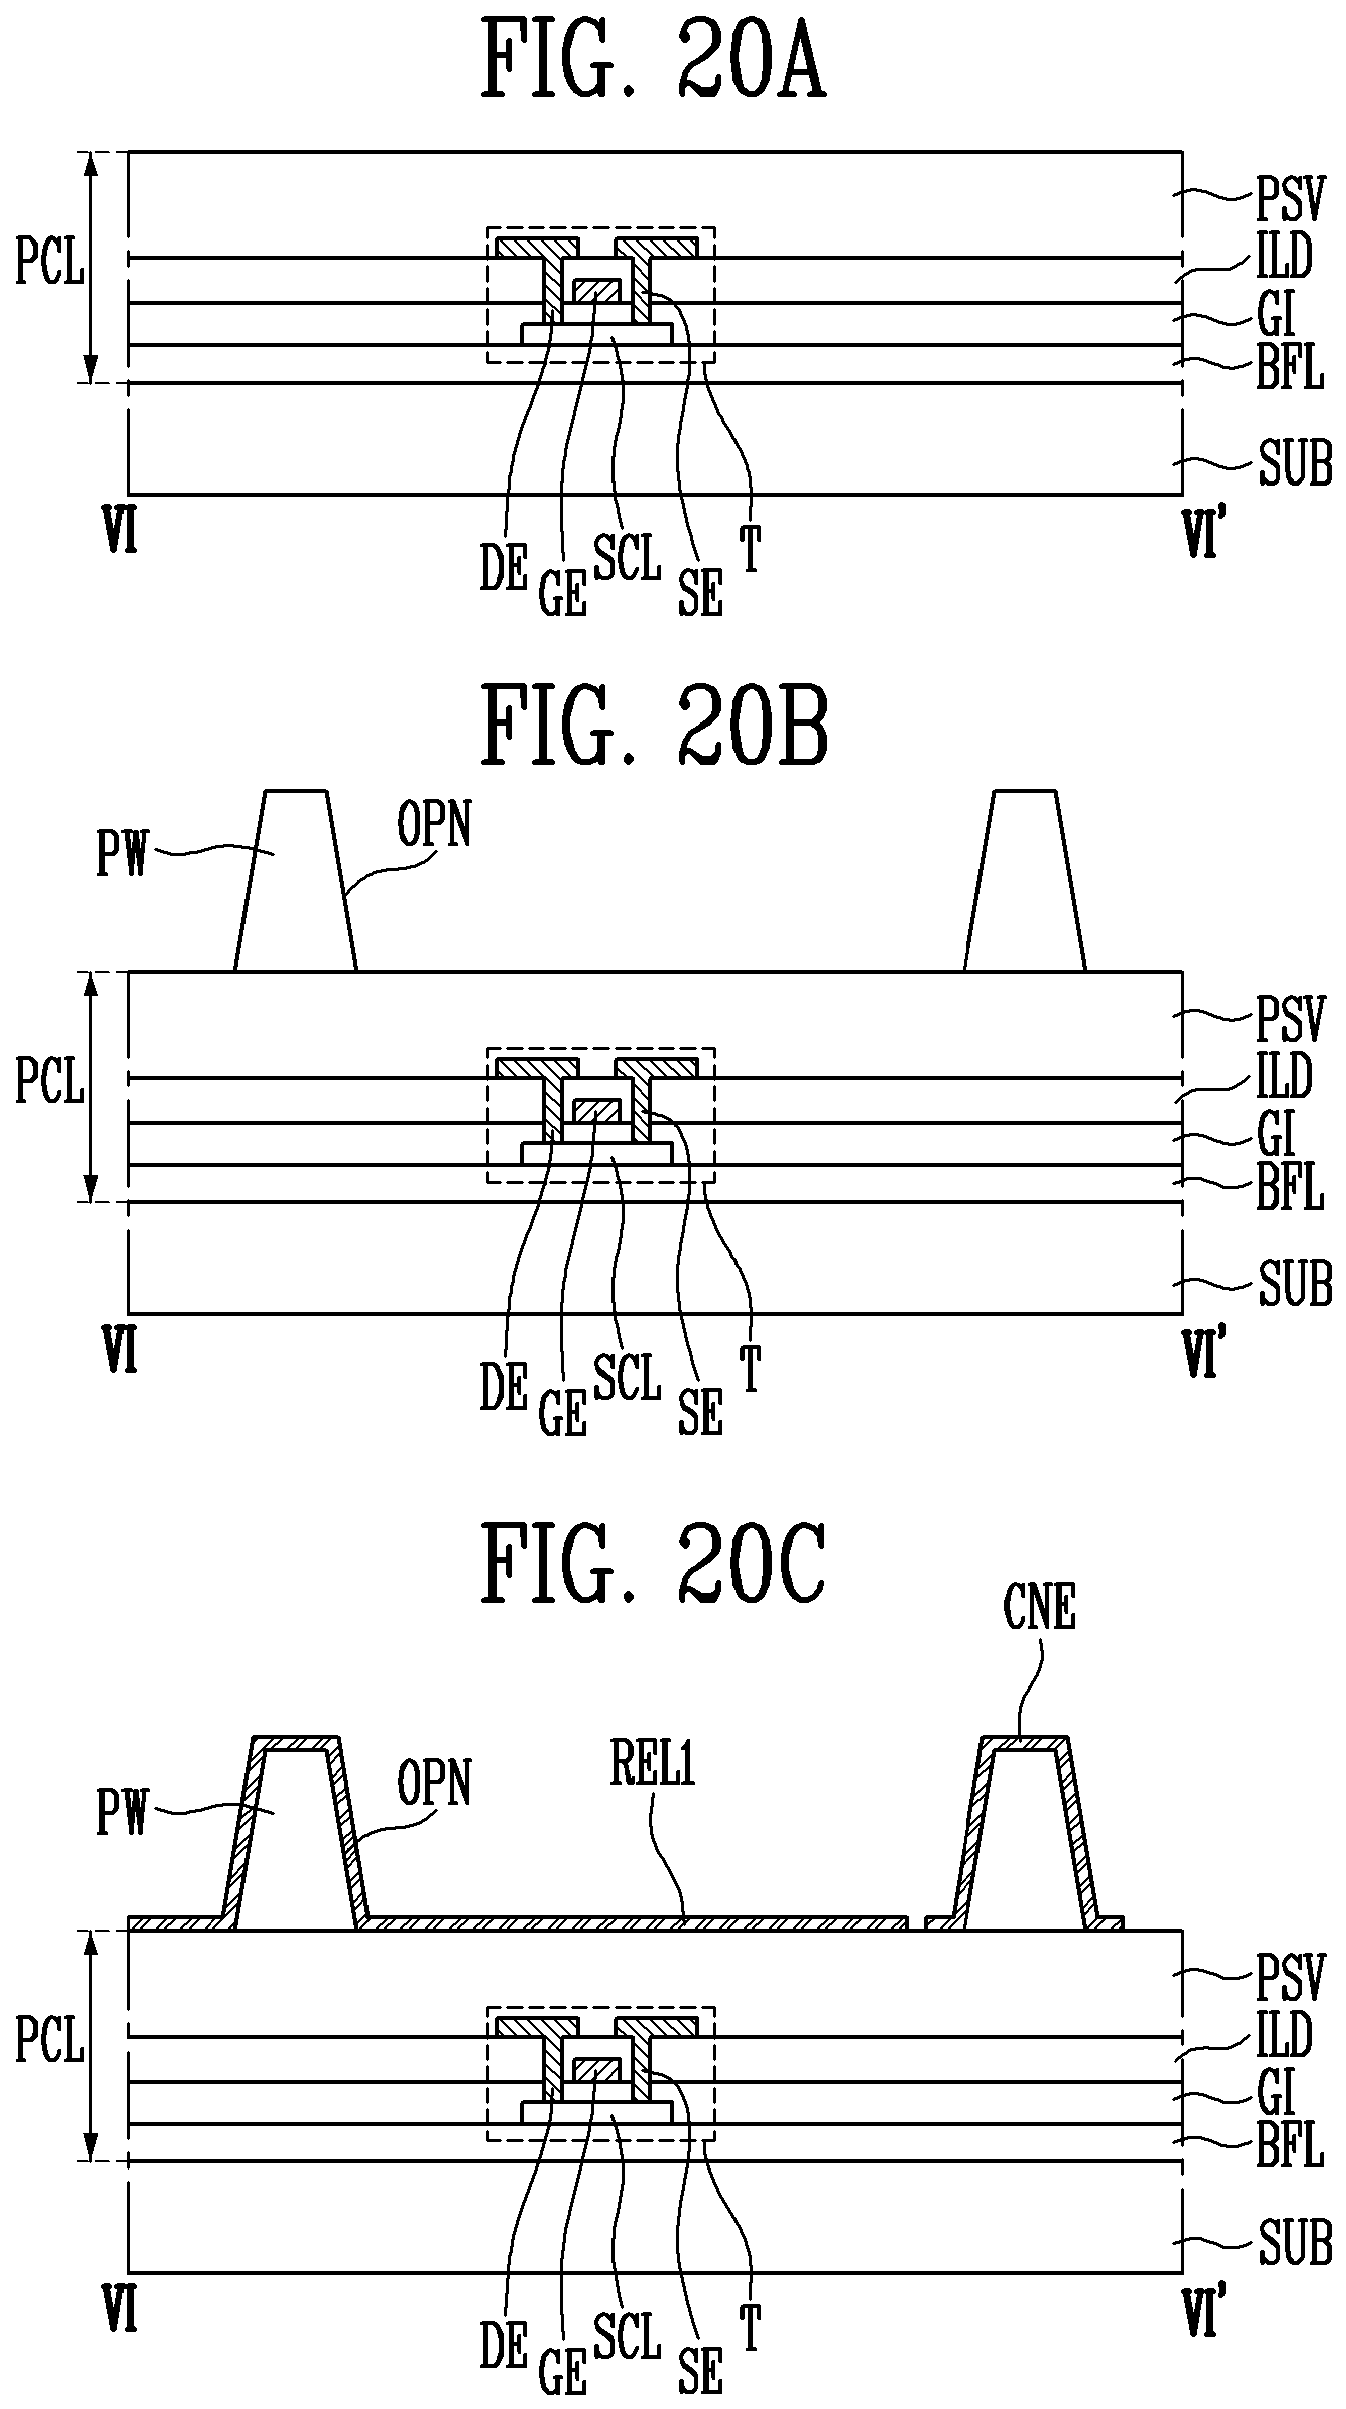 FIG. 20A
PSV
PCL
ILD
GI
BFL
SUB
VI
VI'
DE
GE
SCL
SE
T
FIG. 20B
PW
OPN
PSV
PCL
ILD
GI
BFL
SUB
VI
VI'
DE
GE
SCL
SE
T
FIG. 20C
CNE
PW
OPN
REL1
PSV
PCL
ILD
GI
BFL
SUB
VI
VI'
DE
GE
SCL
SE
T